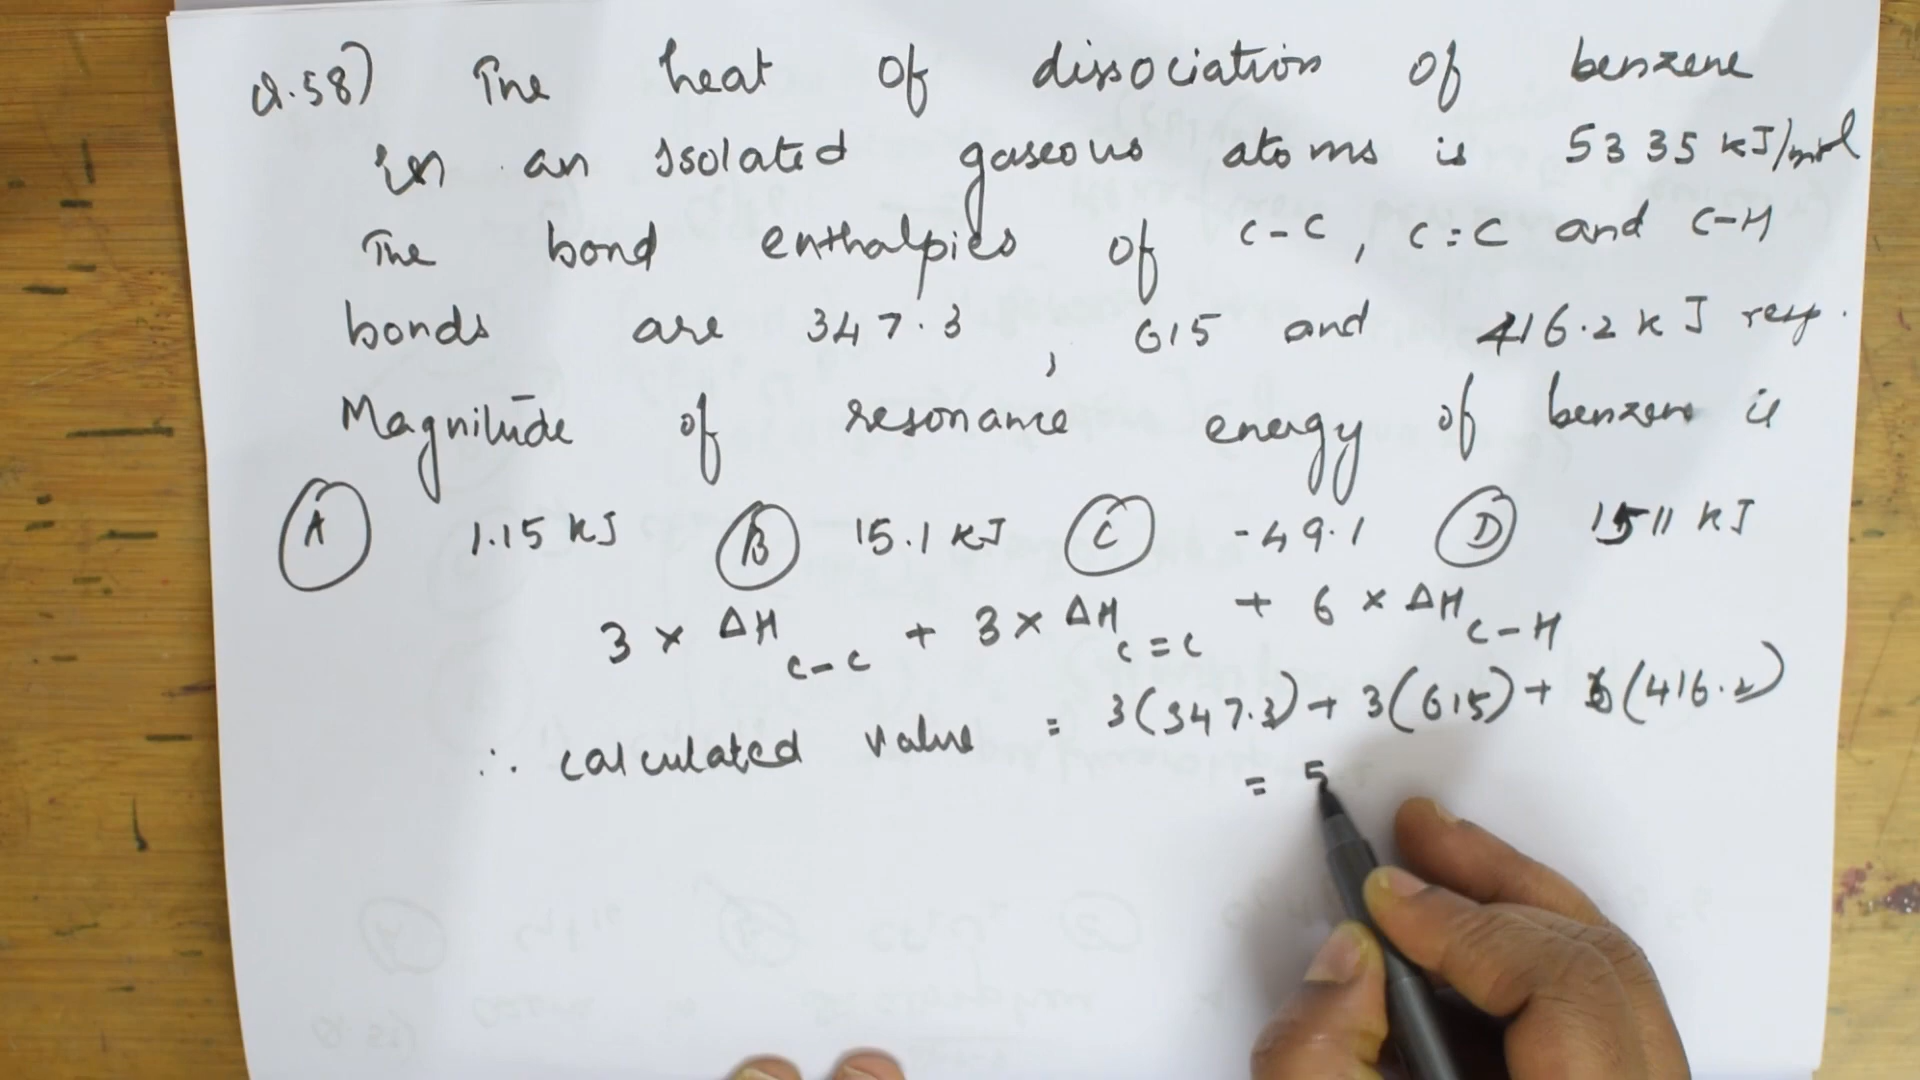 Q.58) The heat of dissociation of benzene
in an isolated gaseous atoms is 5335 kJ/mol
The bond enthalpies of C-C, C=C and C-H
bonds are 347.3, 615 and 416.2 kJ resp.
Magnitude of resonance energy of benzene is
A 1.15 kJ B 15.1 kJ C -49.1 D 1511 kJ
3 × ΔH C-C + 3 × ΔH C=C + 6 × ΔH C-H
∴ calculated value = 3(347.3) + 3(615) + 6(416.2)
= 5